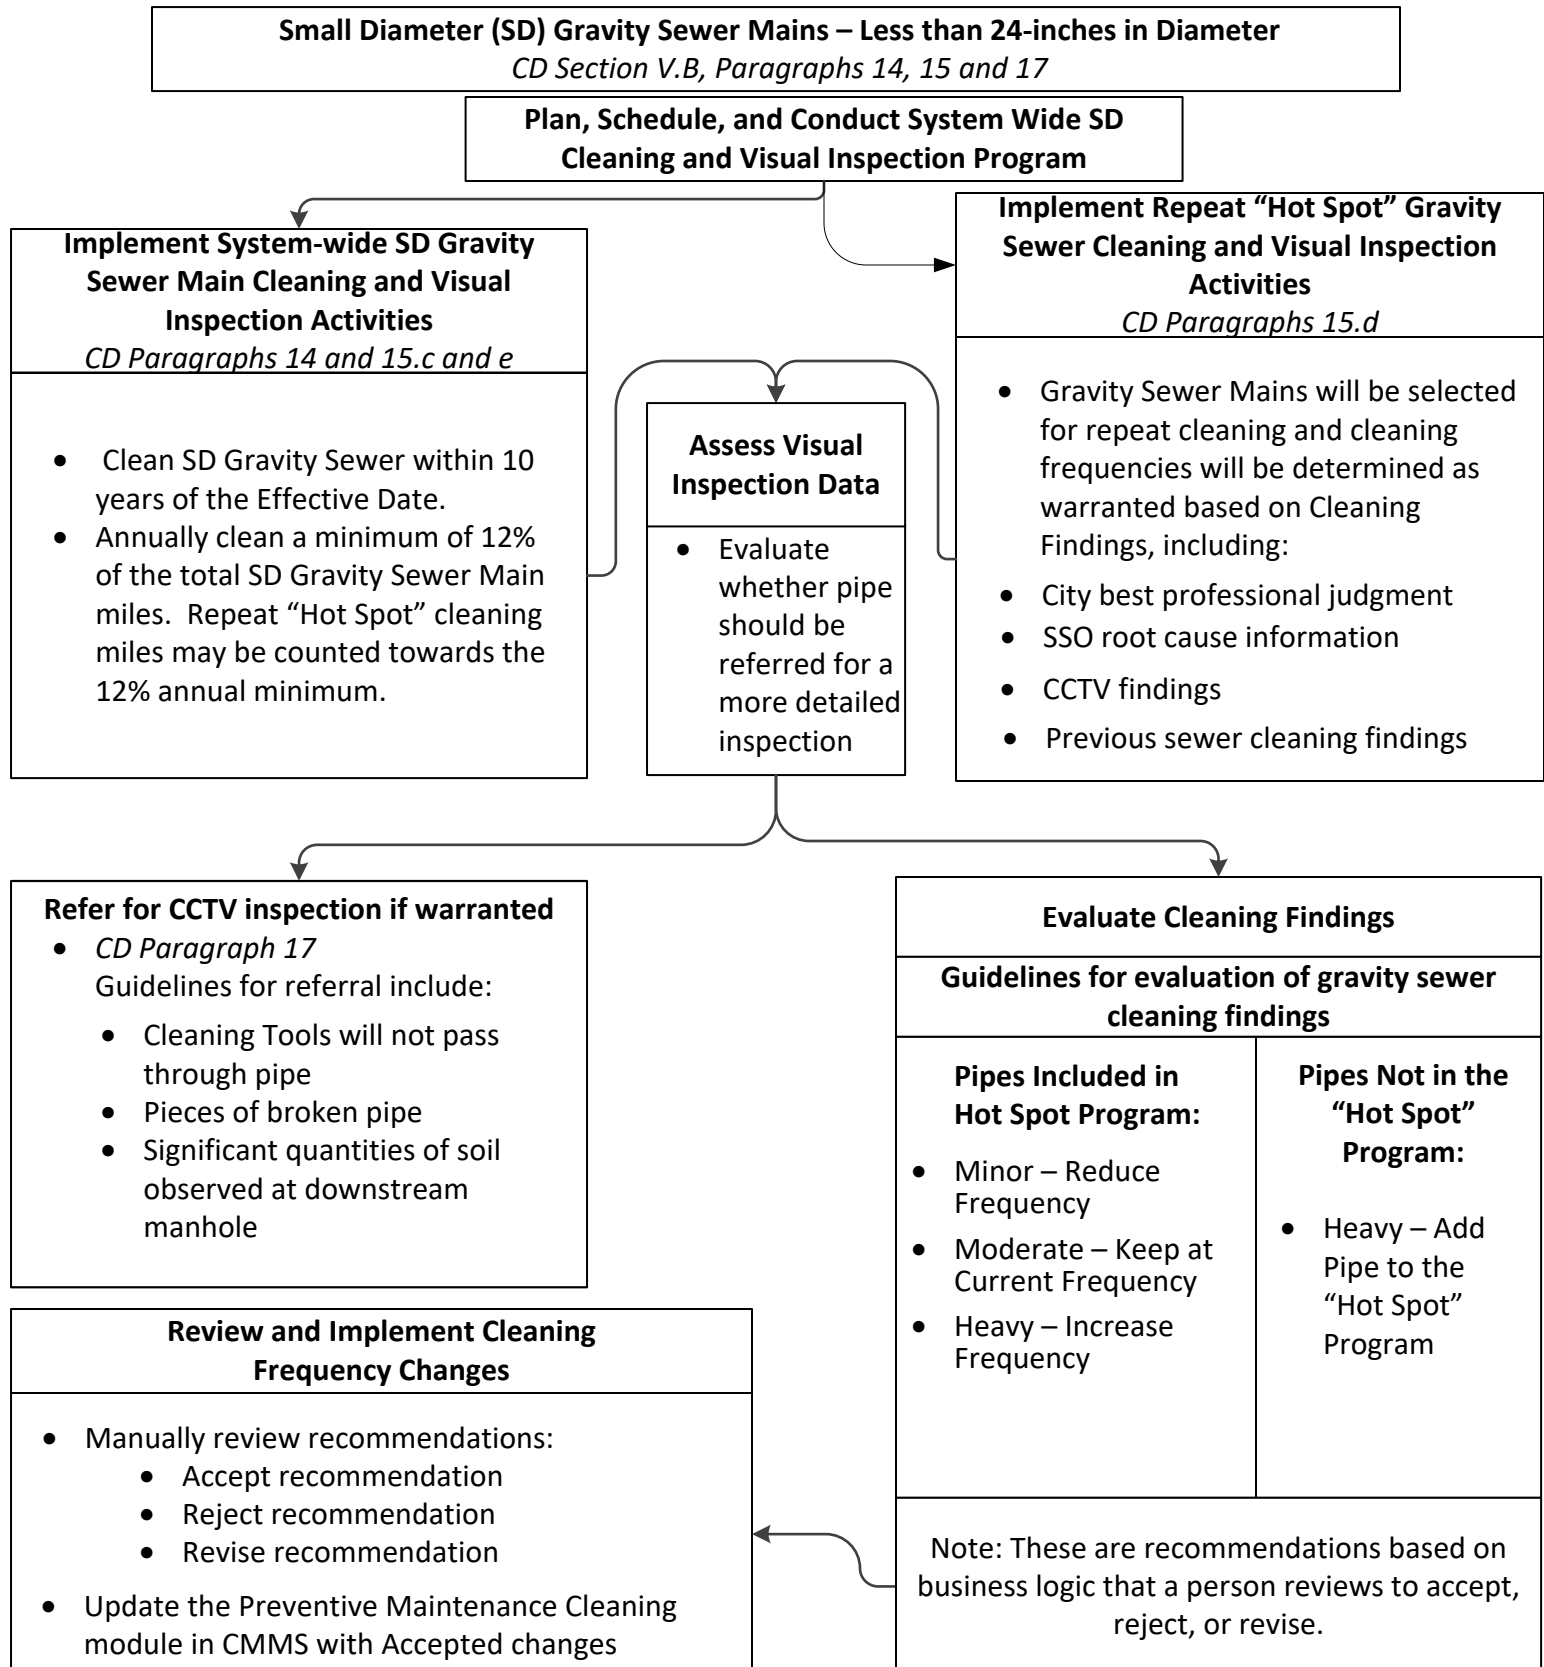 Small Diameter (SD) Gravity Sewer Mains – Less than 24-inches in Diameter
CD Section V.B, Paragraphs 14, 15 and 17
Plan, Schedule, and Conduct System Wide SD
Cleaning and Visual Inspection Program
Implement System-wide SD Gravity
Sewer Main Cleaning and Visual
Inspection Activities
CD Paragraphs 14 and 15.c and e
• Clean SD Gravity Sewer within 10
years of the Effective Date.
• Annually clean a minimum of 12%
of the total SD Gravity Sewer Main
miles. Repeat “Hot Spot” cleaning
miles may be counted towards the
12% annual minimum.
Assess Visual
Inspection Data
• Evaluate
whether pipe
should be
referred for a
more detailed
inspection
Implement Repeat “Hot Spot” Gravity
Sewer Cleaning and Visual Inspection
Activities
CD Paragraphs 15.d
• Gravity Sewer Mains will be selected
for repeat cleaning and cleaning
frequencies will be determined as
warranted based on Cleaning
Findings, including:
• City best professional judgment
• SSO root cause information
• CCTV findings
• Previous sewer cleaning findings
Refer for CCTV inspection if warranted
• CD Paragraph 17
Guidelines for referral include:
• Cleaning Tools will not pass
through pipe
• Pieces of broken pipe
• Significant quantities of soil
observed at downstream
manhole
Evaluate Cleaning Findings
Guidelines for evaluation of gravity sewer
cleaning findings
Pipes Included in
Hot Spot Program:
• Minor – Reduce
Frequency
• Moderate – Keep at
Current Frequency
• Heavy – Increase
Frequency
Pipes Not in the
“Hot Spot”
Program:
• Heavy – Add
Pipe to the
“Hot Spot”
Program
Note: These are recommendations based on
business logic that a person reviews to accept,
reject, or revise.
Review and Implement Cleaning
Frequency Changes
• Manually review recommendations:
• Accept recommendation
• Reject recommendation
• Revise recommendation
• Update the Preventive Maintenance Cleaning
module in CMMS with Accepted changes